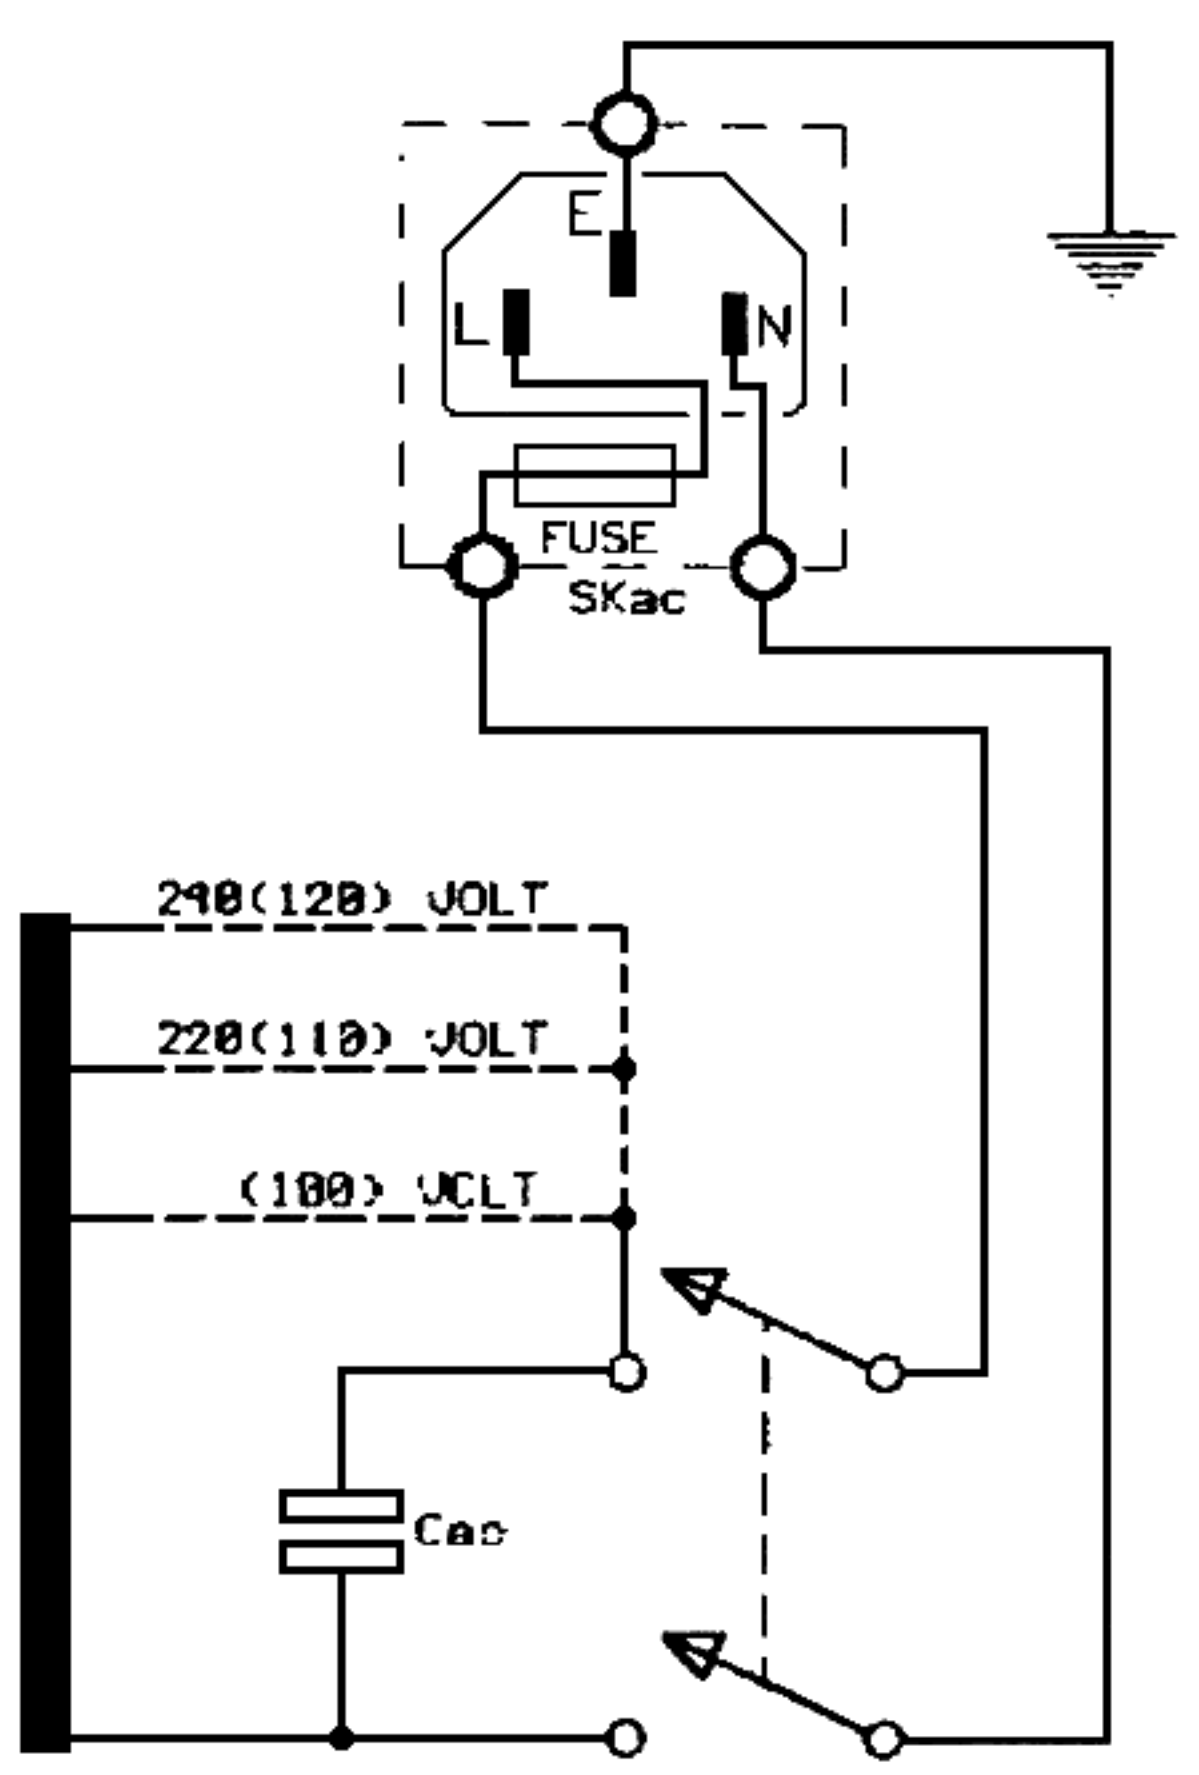 E
L
N
FUSE
SKac
240(120) VOLT
220(110) VOLT
(100) VOLT
Cac